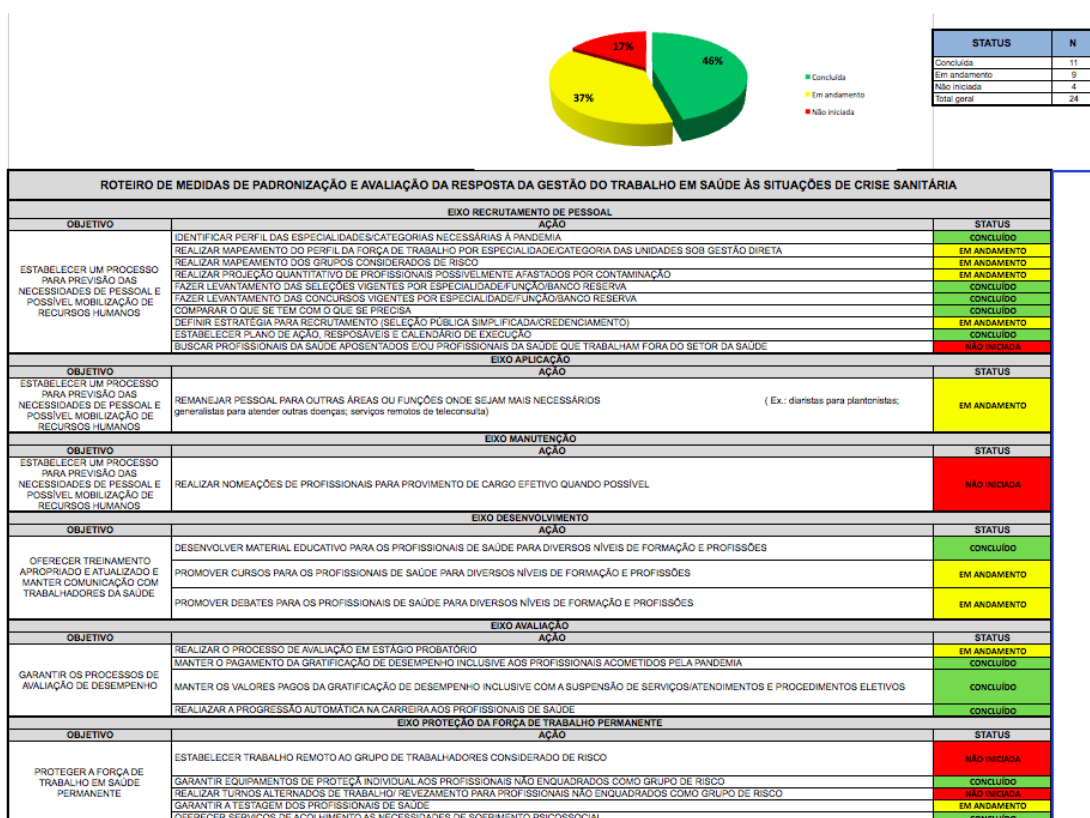 17%
46%
37%
Concluída
Em andamento
Não iniciada
STATUS N
Concluída 11
Em andamento 9
Não iniciada 4
Total geral 24
ROTEIRO DE MEDIDAS DE PADRONIZAÇÃO E AVALIAÇÃO DA RESPOSTA DA GESTÃO DO TRABALHO EM SAÚDE ÀS SITUAÇÕES DE CRISE SANITÁRIA
EIXO RECRUTAMENTO DE PESSOAL
OBJETIVO AÇÃO STATUS
ESTABELECER UM PROCESSO
PARA PREVISÃO DAS
NECESSIDADES DE PESSOAL E
POSSÍVEL MOBILIZAÇÃO DE
RECURSOS HUMANOS
IDENTIFICAR PERFIL DAS ESPECIALIDADES/CATEGORIAS NECESSÁRIAS À PANDEMIA CONCLUÍDO
REALIZAR MAPEAMENTO DO PERFIL DA FORÇA DE TRABALHO POR ESPECIALIDADE/CATEGORIA DAS UNIDADES SOB GESTÃO DIRETA EM ANDAMENTO
REALIZAR MAPEAMENTO DOS GRUPOS CONSIDERADOS DE RISCO EM ANDAMENTO
REALIZAR PROJEÇÃO QUANTITATIVO DE PROFISSIONAIS POSSIVELMENTE AFASTADOS POR CONTAMINAÇÃO EM ANDAMENTO
FAZER LEVANTAMENTO DAS SELEÇÕES VIGENTES POR ESPECIALIDADE/FUNÇÃO/BANCO RESERVA CONCLUÍDO
FAZER LEVANTAMENTO DAS CONCURSOS VIGENTES POR ESPECIALIDADE/FUNÇÃO/BANCO RESERVA CONCLUÍDO
COMPARAR O QUE SE TEM COM O QUE SE PRECISA CONCLUÍDO
DEFINIR ESTRATÉGIA PARA RECRUTAMENTO (SELEÇÃO PÚBLICA SIMPLIFICADA/CREDENCIAMENTO) EM ANDAMENTO
ESTABELECER PLANO DE AÇÃO, RESPOSÁVEIS E CALENDÁRIO DE EXECUÇÃO CONCLUÍDO
BUSCAR PROFISSIONAIS DA SAÚDE APOSENTADOS E/OU PROFISSIONAIS DA SAÚDE QUE TRABALHAM FORA DO SETOR DA SAÚDE NÃO INICIADA
EIXO APLICAÇÃO
OBJETIVO AÇÃO STATUS
ESTABELECER UM PROCESSO
PARA PREVISÃO DAS
NECESSIDADES DE PESSOAL E
POSSÍVEL MOBILIZAÇÃO DE
RECURSOS HUMANOS
REMANEJAR PESSOAL PARA OUTRAS ÁREAS OU FUNÇÕES ONDE SEJAM MAIS NECESSÁRIOS ( Ex.: diaristas para plantonistas;
generalistas para atender outras doenças; serviços remotos de teleconsulta)
EM ANDAMENTO
EIXO MANUTENÇÃO
OBJETIVO AÇÃO STATUS
ESTABELECER UM PROCESSO
PARA PREVISÃO DAS
NECESSIDADES DE PESSOAL E
POSSÍVEL MOBILIZAÇÃO DE
RECURSOS HUMANOS
REALIZAR NOMEAÇÕES DE PROFISSIONAIS PARA PROVIMENTO DE CARGO EFETIVO QUANDO POSSÍVEL NÃO INICIADA
EIXO DESENVOLVIMENTO
OBJETIVO AÇÃO STATUS
OFERECER TREINAMENTO
APROPRIADO E ATUALIZADO E
MANTER COMUNICAÇÃO COM
TRABALHADORES DA SAÚDE
DESENVOLVER MATERIAL EDUCATIVO PARA OS PROFISSIONAIS DE SAÚDE PARA DIVERSOS NÍVEIS DE FORMAÇÃO E PROFISSÕES CONCLUÍDO
PROMOVER CURSOS PARA OS PROFISSIONAIS DE SAÚDE PARA DIVERSOS NÍVEIS DE FORMAÇÃO E PROFISSÕES EM ANDAMENTO
PROMOVER DEBATES PARA OS PROFISSIONAIS DE SAÚDE PARA DIVERSOS NÍVEIS DE FORMAÇÃO E PROFISSÕES EM ANDAMENTO
EIXO AVALIAÇÃO
OBJETIVO AÇÃO STATUS
GARANTIR OS PROCESSOS DE
AVALIAÇÃO DE DESEMPENHO
REALIZAR O PROCESSO DE AVALIAÇÃO EM ESTÁGIO PROBATÓRIO EM ANDAMENTO
MANTER O PAGAMENTO DA GRATIFICAÇÃO DE DESEMPENHO INCLUSIVE AOS PROFISSIONAIS ACOMETIDOS PELA PANDEMIA CONCLUÍDO
MANTER OS VALORES PAGOS DA GRATIFICAÇÃO DE DESEMPENHO INCLUSIVE COM A SUSPENSÃO DE SERVIÇOS/ATENDIMENTOS E PROCEDIMENTOS ELETIVOS CONCLUÍDO
REALIAZAR A PROGRESSÃO AUTOMÁTICA NA CARREIRA AOS PROFISSIONAIS DE SAÚDE CONCLUÍDO
EIXO PROTEÇÃO DA FORÇA DE TRABALHO PERMANENTE
OBJETIVO AÇÃO STATUS
PROTEGER A FORÇA DE
TRABALHO EM SAÚDE
PERMANENTE
ESTABELECER TRABALHO REMOTO AO GRUPO DE TRABALHADORES CONSIDERADO DE RISCO NÃO INICIADA
GARANTIR EQUIPAMENTOS DE PROTEÇÃ INDIVIDUAL AOS PROFISSIONAIS NÃO ENQUADRADOS COMO GRUPO DE RISCO CONCLUÍDO
REALIZAR TURNOS ALTERNADOS DE TRABALHO/ REVEZAMENTO PARA PROFISSIONAIS NÃO ENQUADRADOS COMO GRUPO DE RISCO NÃO INICIADA
GARANTIR A TESTAGEM DOS PROFISSIONAIS DE SAÚDE EM ANDAMENTO
OFERECER SERVIÇOS DE ACOLHIMENTO AS NECESSIDADES DE SOFRIMENTO PSICOSSOCIAL CONCLUÍDO